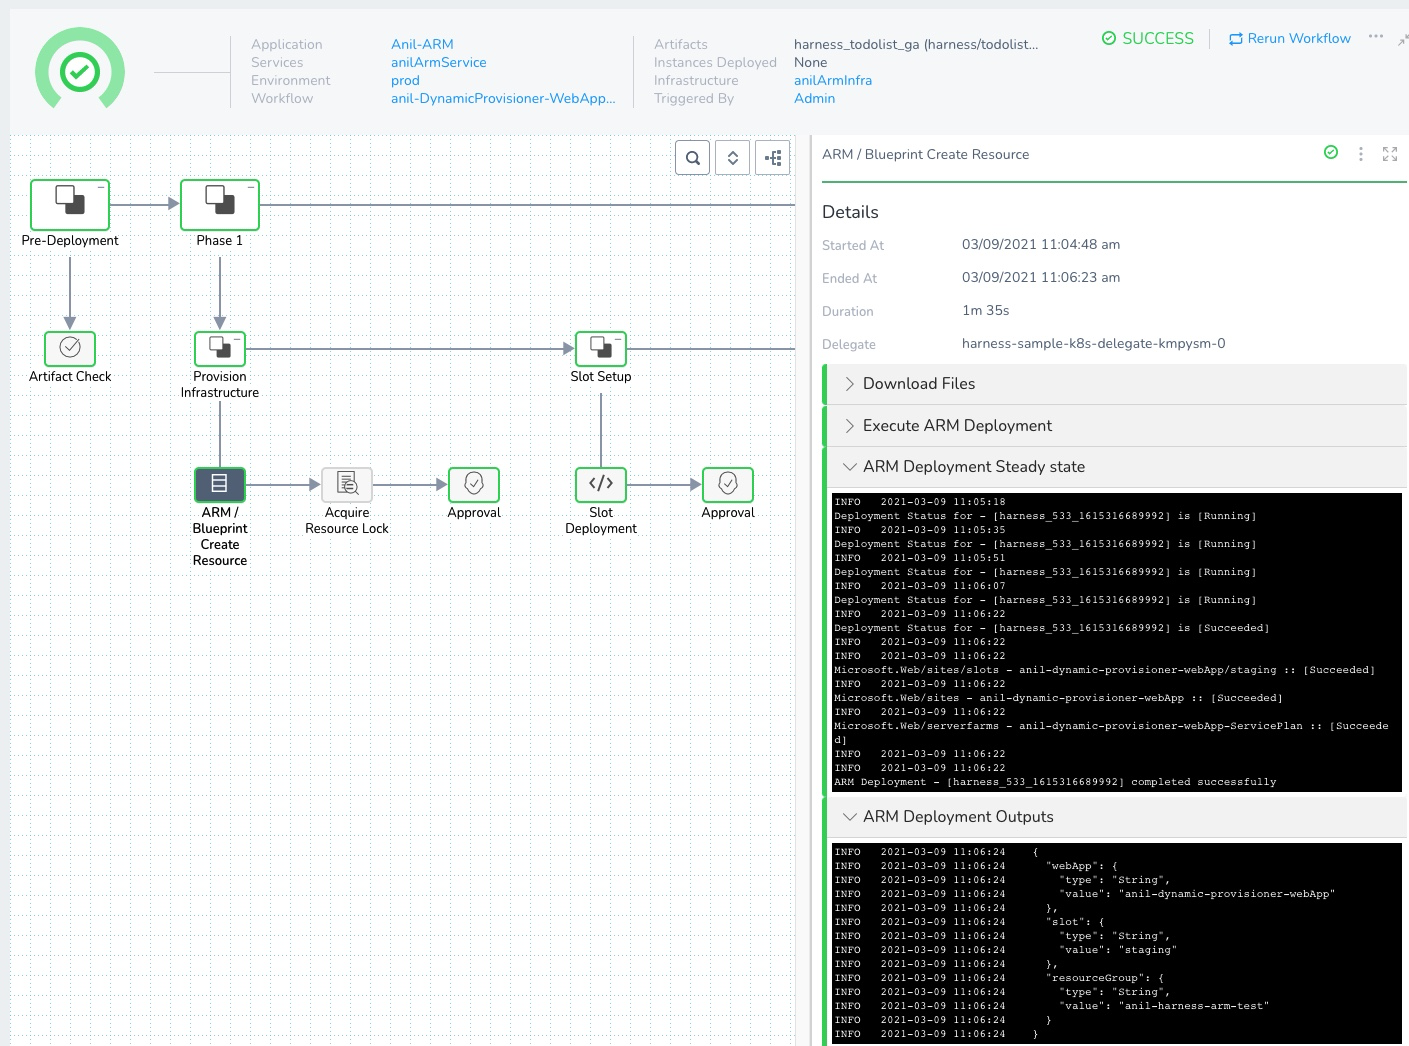 Application Anil-ARM
Services anilArmService
Environment prod
Workflow anil-DynamicProvisioner-WebApp...
Artifacts harness_todolist_ga (harness/todolist...
Instances Deployed None
Infrastructure anilArmInfra
Triggered By Admin
SUCCESS
Rerun Workflow
Pre-Deployment
Phase 1
Artifact Check
Provision
Infrastructure
Slot Setup
ARM /
Blueprint
Create
Resource
Acquire
Resource Lock
Approval
Slot
Deployment
Approval
ARM / Blueprint Create Resource
Details
Started At 03/09/2021 11:04:48 am
Ended At 03/09/2021 11:06:23 am
Duration 1m 35s
Delegate harness-sample-k8s-delegate-kmpysm-0
Download Files
Execute ARM Deployment
ARM Deployment Steady state
INFO 2021-03-09 11:05:18
Deployment Status for - [harness_533_1615316689992] is [Running]
INFO 2021-03-09 11:05:35
Deployment Status for - [harness_533_1615316689992] is [Running]
INFO 2021-03-09 11:05:51
Deployment Status for - [harness_533_1615316689992] is [Running]
INFO 2021-03-09 11:06:07
Deployment Status for - [harness_533_1615316689992] is [Running]
INFO 2021-03-09 11:06:22
Deployment Status for - [harness_533_1615316689992] is [Succeeded]
INFO 2021-03-09 11:06:22
INFO 2021-03-09 11:06:22
Microsoft.Web/sites/slots - anil-dynamic-provisioner-webApp/staging :: [Succeeded]
INFO 2021-03-09 11:06:22
Microsoft.Web/sites - anil-dynamic-provisioner-webApp :: [Succeeded]
INFO 2021-03-09 11:06:22
Microsoft.Web/serverfarms - anil-dynamic-provisioner-webApp-ServicePlan :: [Succeede
d]
INFO 2021-03-09 11:06:22
INFO 2021-03-09 11:06:22
ARM Deployment - [harness_533_1615316689992] completed successfully
ARM Deployment Outputs
INFO 2021-03-09 11:06:24 {
INFO 2021-03-09 11:06:24 "webApp": {
INFO 2021-03-09 11:06:24 "type": "String",
INFO 2021-03-09 11:06:24 "value": "anil-dynamic-provisioner-webApp"
INFO 2021-03-09 11:06:24 },
INFO 2021-03-09 11:06:24 "slot": {
INFO 2021-03-09 11:06:24 "type": "String",
INFO 2021-03-09 11:06:24 "value": "staging"
INFO 2021-03-09 11:06:24 },
INFO 2021-03-09 11:06:24 "resourceGroup": {
INFO 2021-03-09 11:06:24 "type": "String",
INFO 2021-03-09 11:06:24 "value": "anil-harness-arm-test"
INFO 2021-03-09 11:06:24 }
INFO 2021-03-09 11:06:24 }